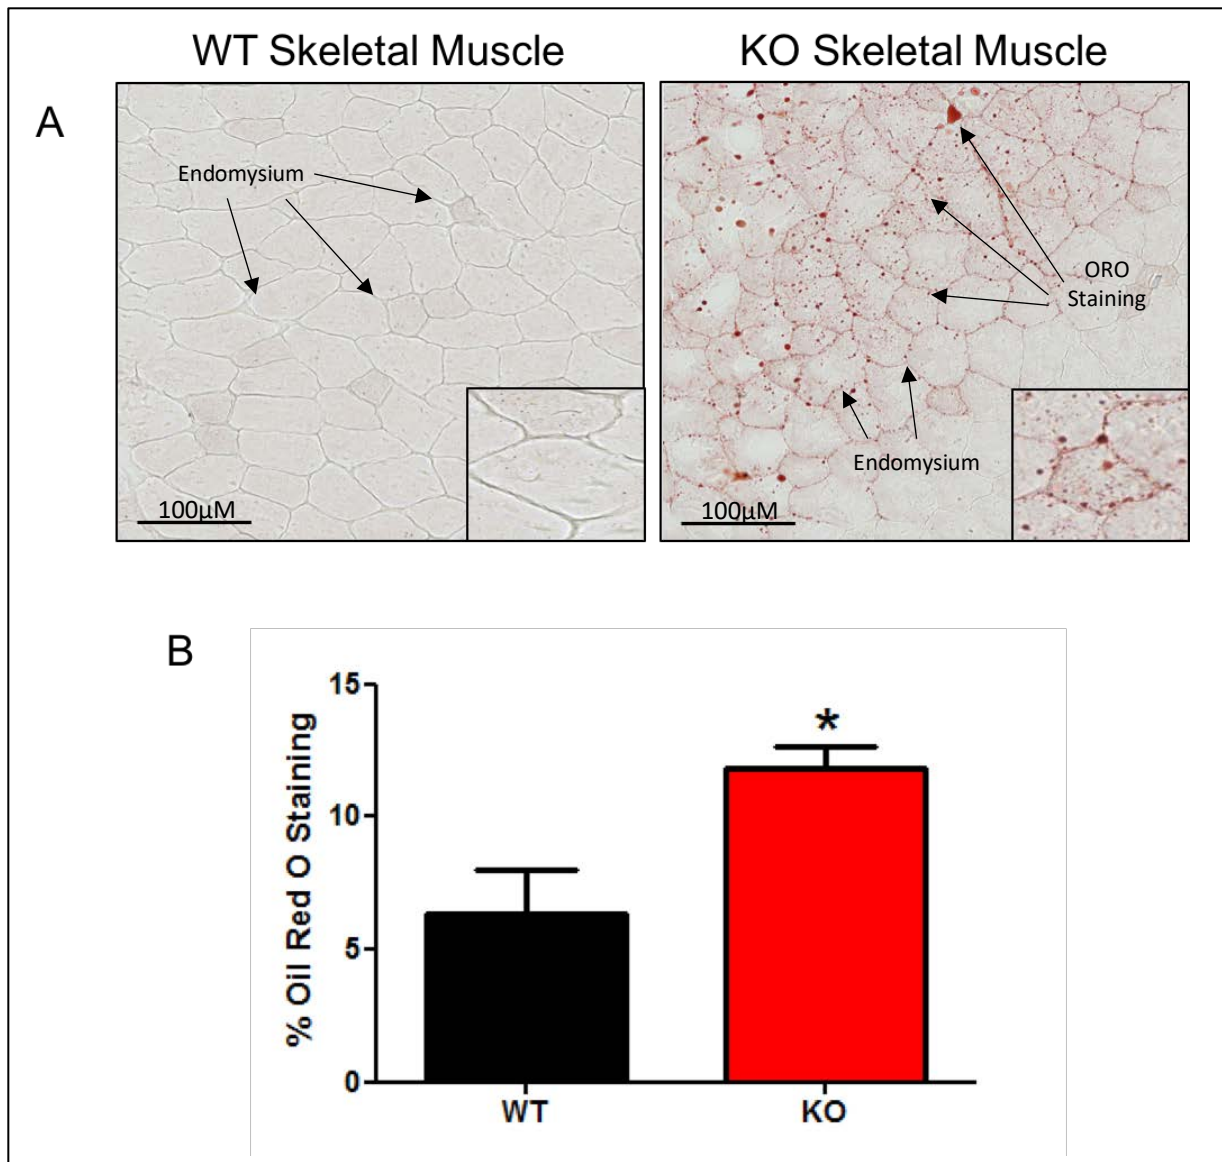 WT Skeletal Muscle
KO Skeletal Muscle
A
Endomysium
100µM
ORO
Staining
Endomysium
100µM
B
% Oil Red O Staining
15
10
5
0
*
WT
KO